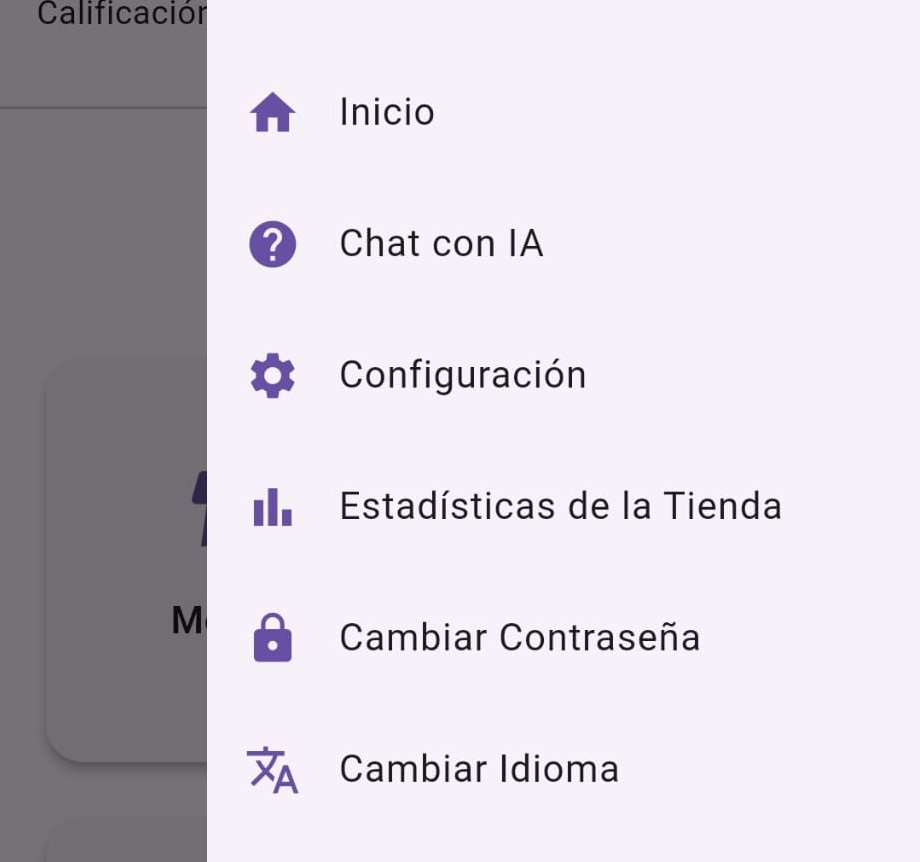 Calificación
Inicio
Chat con IA
Configuración
Estadísticas de la Tienda
Cambiar Contraseña
Cambiar Idioma